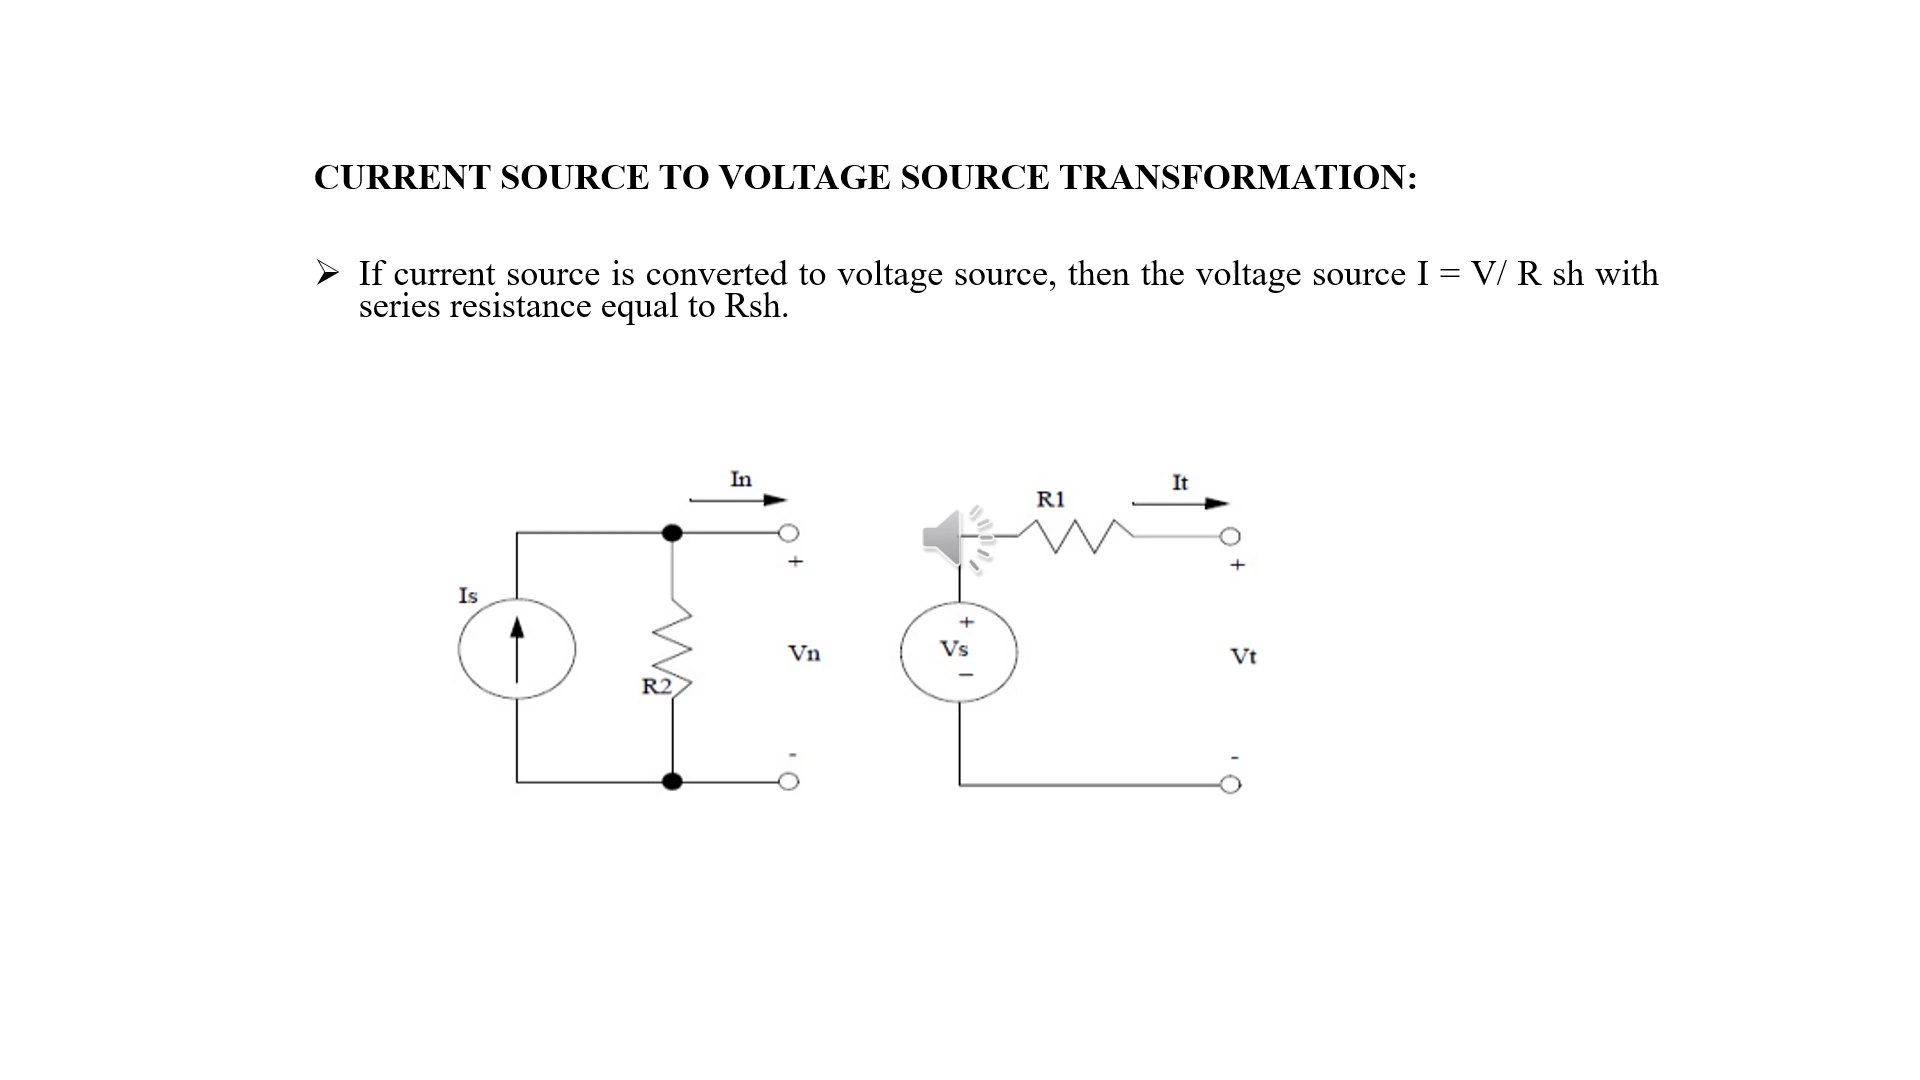 CURRENT SOURCE TO VOLTAGE SOURCE TRANSFORMATION:
➢ If current source is converted to voltage source, then the voltage source I = V/ R sh with
series resistance equal to Rsh.
In
It
R1
+
+
Is
+
Vs
−
Vn
Vt
R2
-
-